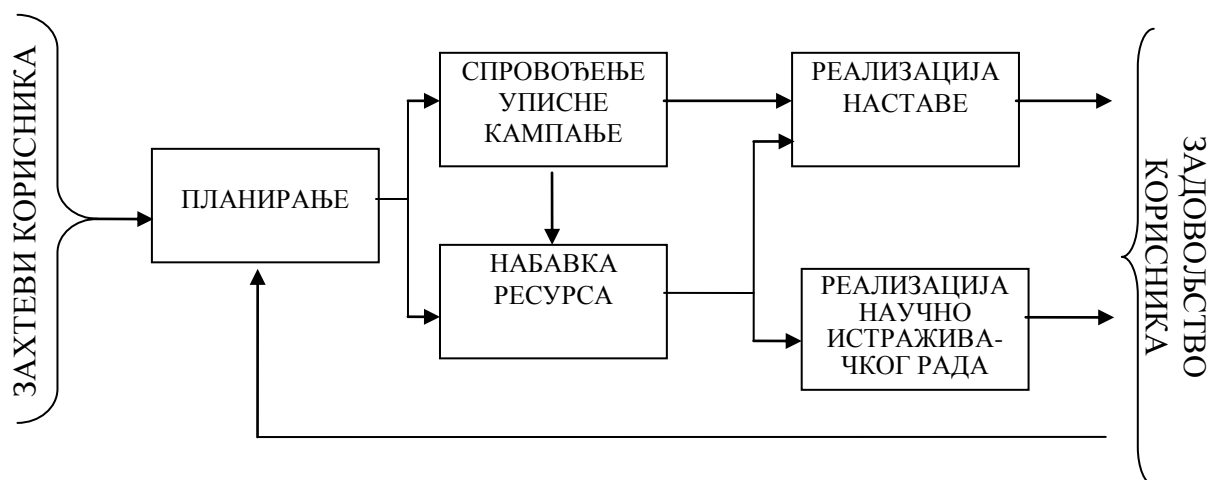 ЗАХТЕВИ КОРИСНИКА
ПЛАНИРАЊЕ
СПРОВОЂЕЊЕ
УПИСНЕ
КАМПАЊЕ
НАБАВКА
РЕСУРСА
РЕАЛИЗАЦИЈА
НАСТАВЕ
РЕАЛИЗАЦИЈА
НАУЧНО
ИСТРАЖИВА-
ЧКОГ РАДА
ЗАДОВОЉСТВО
КОРИСНИКА